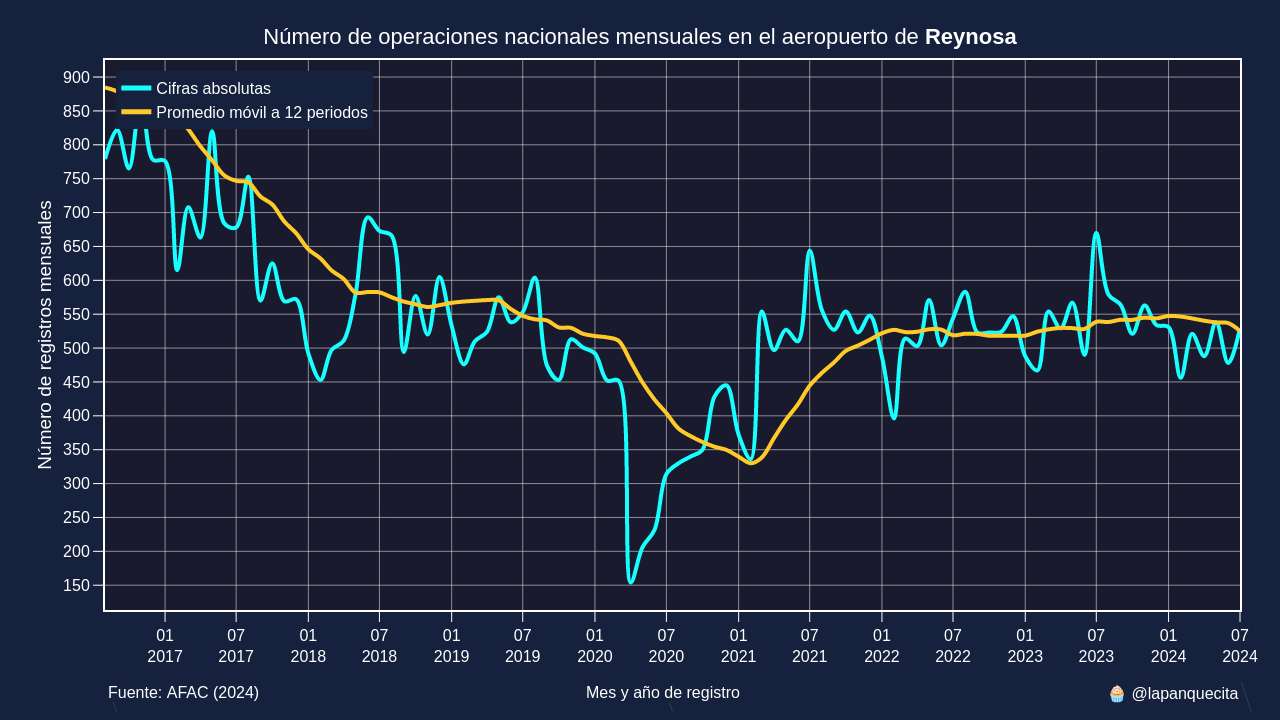 Número de operaciones nacionales mensuales en el aeropuerto de Reynosa
Cifras absolutas
Promedio móvil a 12 periodos
Número de registros mensuales
900
850
800
750
700
650
600
550
500
450
400
350
300
250
200
150
01 07 01 07 01 07 01 07 01 07 01 07 01 07 01 07
2017 2017 2018 2018 2019 2019 2020 2020 2021 2021 2022 2022 2023 2023 2024 2024
Fuente: AFAC (2024) Mes y año de registro 🧁 @lapanquecita